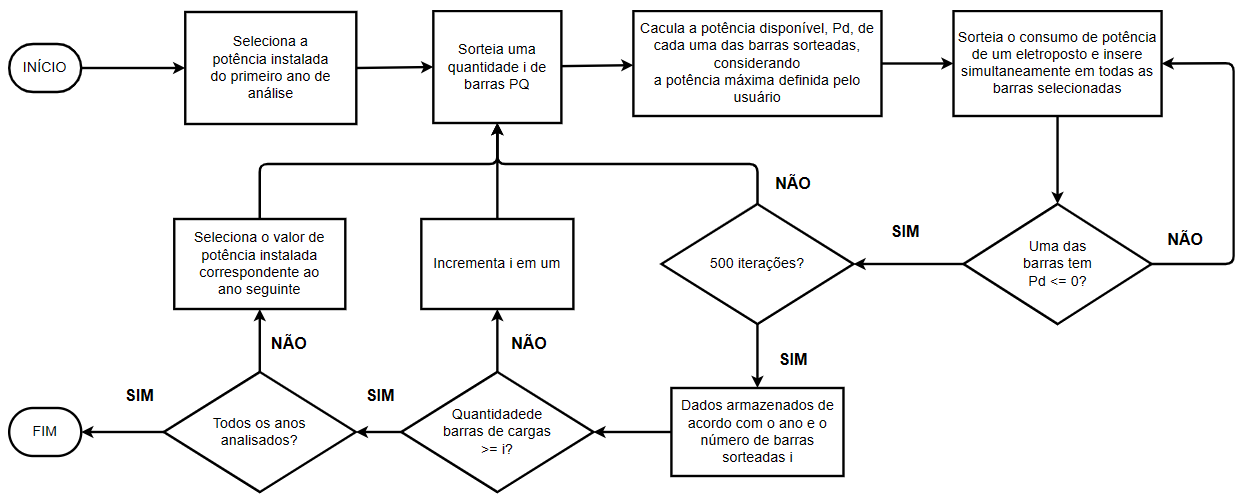 INÍCIO
Seleciona a
potência instalada
do primeiro ano de
análise
Sorteia uma
quantidade i de
barras PQ
Cacula a potência disponível, Pd, de
cada uma das barras sorteadas,
considerando
a potência máxima definida pelo
usuário
Sorteia o consumo de potência
de um eletroposto e insere
simultaneamente em todas as
barras selecionadas
Uma das
barras tem
Pd <= 0?
NÃO
SIM
500 iterações?
NÃO
SIM
Dados armazenados de
acordo com o ano e o
número de barras
sorteadas i
Quantidadede
barras de cargas
>= i?
NÃO
Incrementa i em um
SIM
Todos os anos
analisados?
NÃO
Seleciona o valor de
potência instalada
correspondente ao
ano seguinte
SIM
FIM